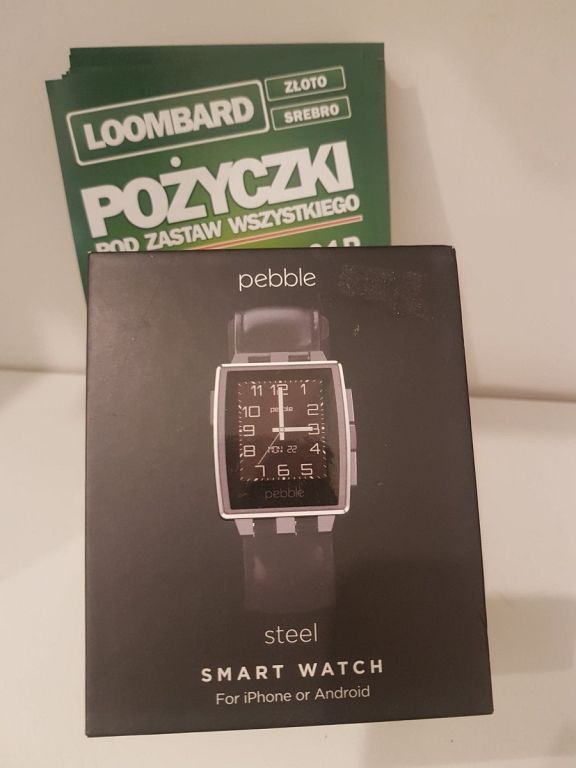 LOOMBARD
ZŁOTO
SREBRO
POŻYCZKI
POD ZASTAW WSZYSTKIEGO
pebble
11 12 1
pebble
10 2
9 3
MON 22
8 4
7 6 5
pebble
steel
SMART WATCH
For iPhone or Android